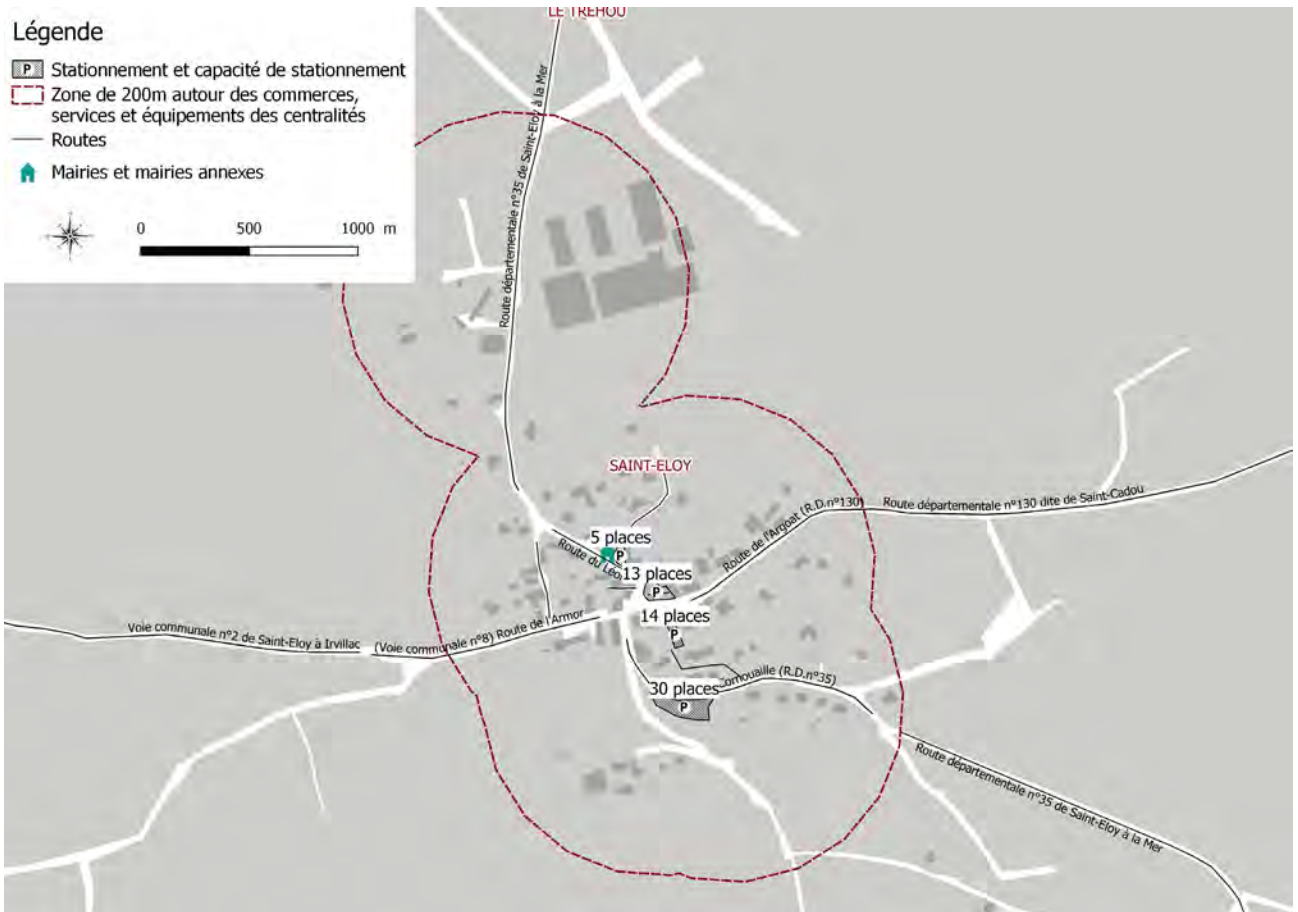 LE TREHOU
Légende
P Stationnement et capacité de stationnement
Zone de 200m autour des commerces,
services et équipements des centralités
Routes
Mairies et mairies annexes
0 500 1000 m
Route départementale n°35 de Saint-Eloy à la Mer
SAINT-ELOY
Route de l'Argoat (R.D.n°130)
Route départementale n°130 dite de Saint-Cadou
5 places
P
Route du Léo
13 places
P
14 places
P
Voie communale n°2 de Saint-Eloy à Irvillac
(Voie communale n°8) Route de l'Armor
30 places
P
Cornouaille (R.D.n°35)
Route départementale n°35 de Saint-Eloy à la Mer